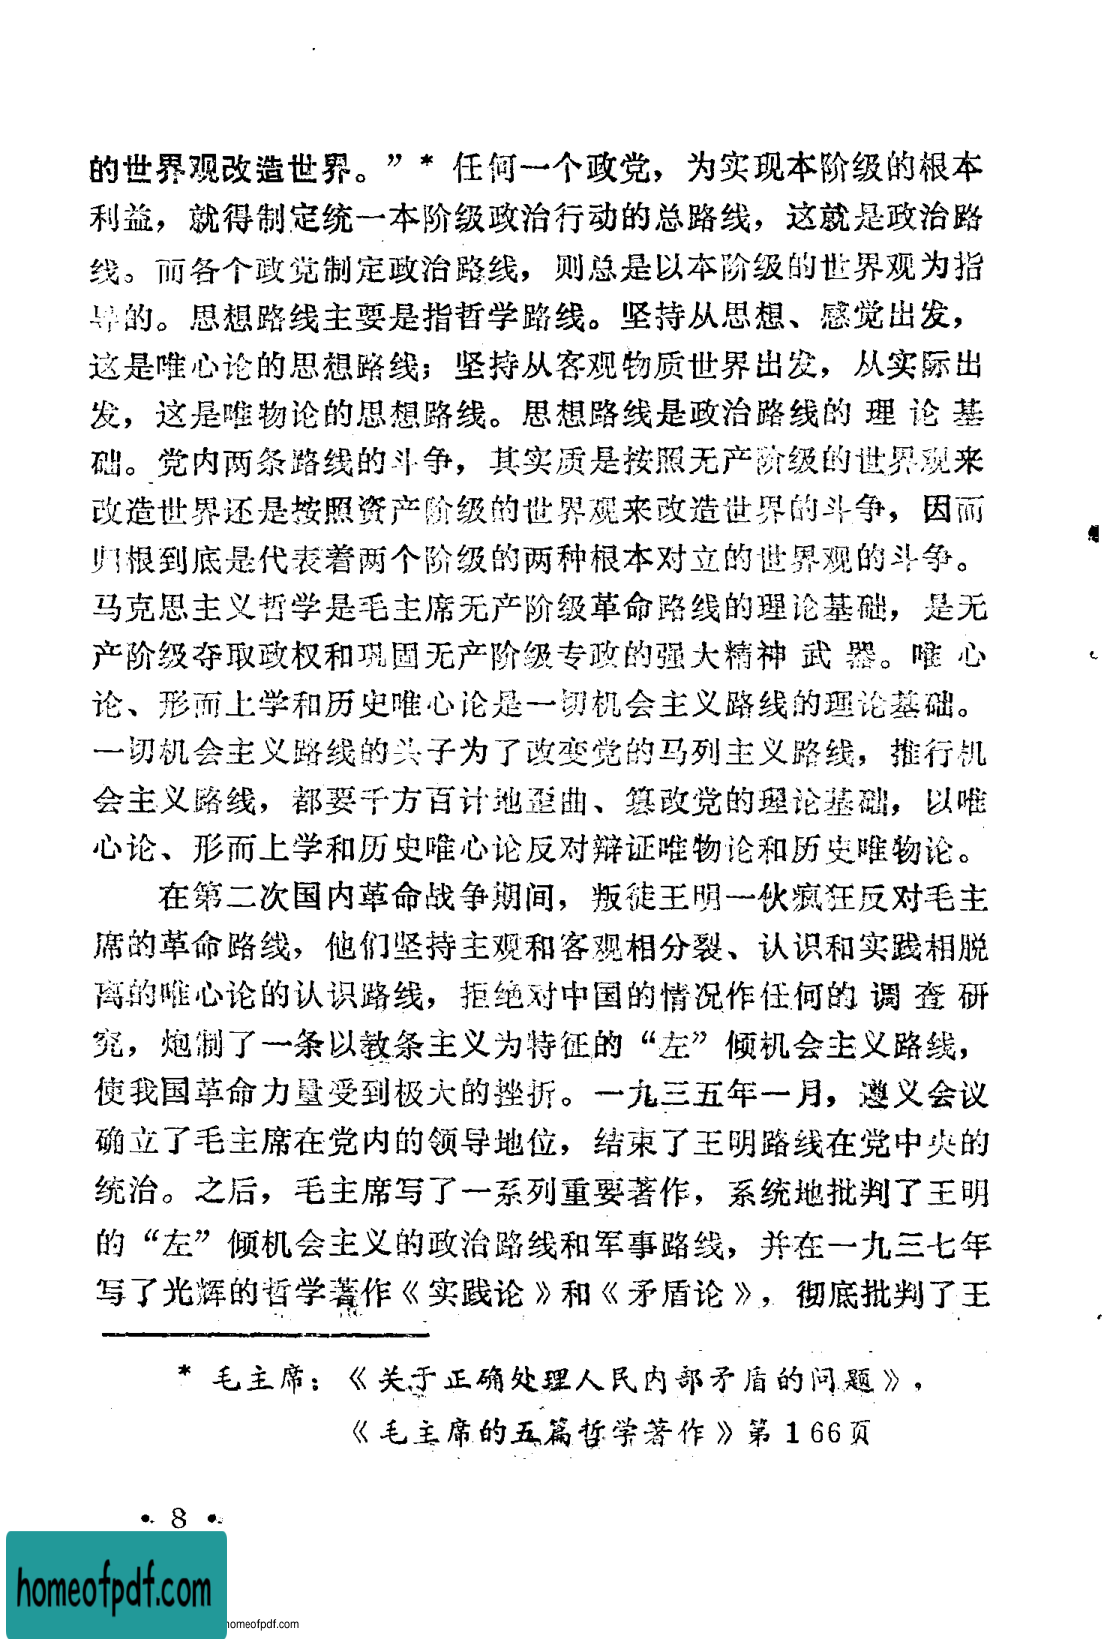 的世界观改造世界。”* 任何一个政党，为实现本阶级的根本
利益，就得制定统一本阶级政治行动的总路线，这就是政治路
线。而各个政党制定政治路线，则总是以本阶级的世界观为指
导的。思想路线主要是指哲学路线。坚持从思想、感觉出发，
这是唯心论的思想路线；坚持从客观物质世界出发，从实际出
发，这是唯物论的思想路线。思想路线是政治路线的理论基
础。党内两条路线的斗争，其实质是按照无产阶级的世界观来
改造世界还是按照资产阶级的世界观来改造世界的斗争，因而
归根到底是代表着两个阶级的两种根本对立的世界观的斗争。
马克思主义哲学是毛主席无产阶级革命路线的理论基础，是无
产阶级夺取政权和巩固无产阶级专政的强大精神武器。唯心
论、形而上学和历史唯心论是一切机会主义路线的理论基础。
一切机会主义路线的头子为了改变党的马列主义路线，推行机
会主义路线，都要千方百计地歪曲、篡改党的理论基础，以唯
心论、形而上学和历史唯心论反对辩证唯物论和历史唯物论。
在第二次国内革命战争期间，叛徒王明一伙疯狂反对毛主
席的革命路线，他们坚持主观和客观相分裂、认识和实践相脱
离的唯心论的认识路线，拒绝对中国的情况作任何的调查研
究，炮制了一条以教条主义为特征的“左”倾机会主义路线，
使我国革命力量受到极大的挫折。一九三五年一月，遵义会议
确立了毛主席在党内的领导地位，结束了王明路线在党中央的
统治。之后，毛主席写了一系列重要著作，系统地批判了王明
的“左”倾机会主义的政治路线和军事路线，并在一九三七年
写了光辉的哲学著作《实践论》和《矛盾论》，彻底批判了王
* 毛主席：《关于正确处理人民内部矛盾的问题》，
《毛主席的五篇哲学著作》第166页
• 8 •
homeofpdf.com
homeofpdf.com